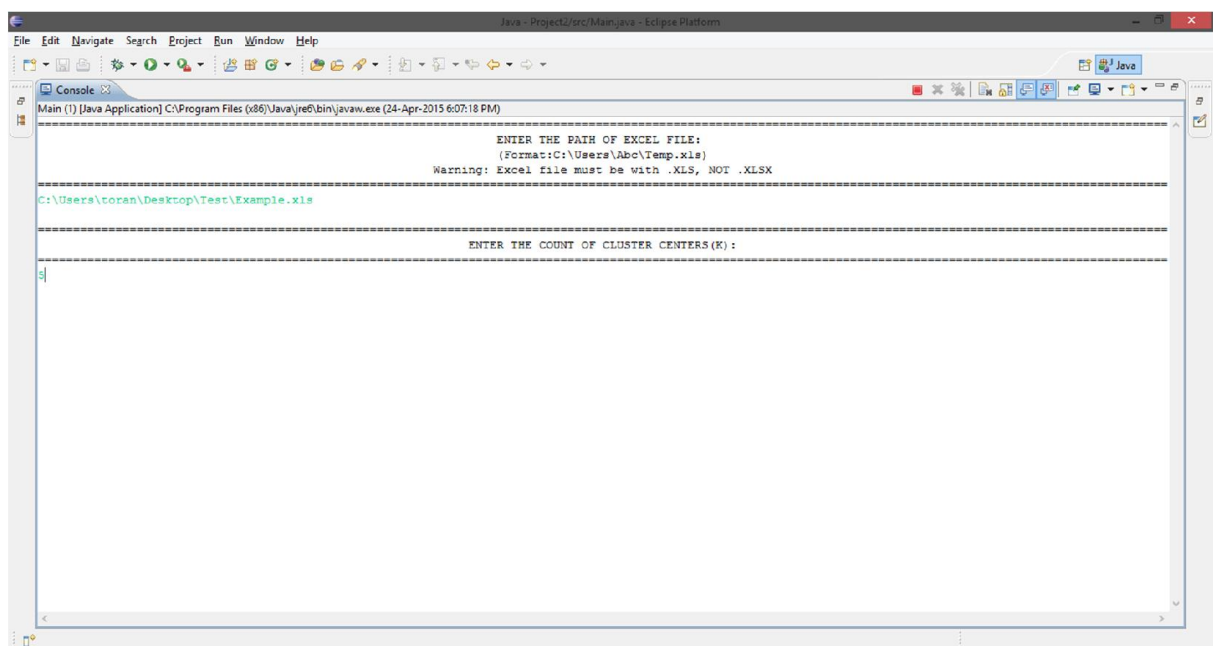 Java - Project2/src/Main.java - Eclipse Platform
File Edit Navigate Search Project Run Window Help
Java
Console
Main (1) [Java Application] C:\Program Files (x86)\Java\jre6\bin\javaw.exe (24-Apr-2015 6:07:18 PM)
ENTER THE PATH OF EXCEL FILE:
(Format:C:\Users\Abc\Temp.xls)
Warning: Excel file must be with .XLS, NOT .XLSX
C:\Users\toran\Desktop\Test\Example.xls
ENTER THE COUNT OF CLUSTER CENTERS(K):
5